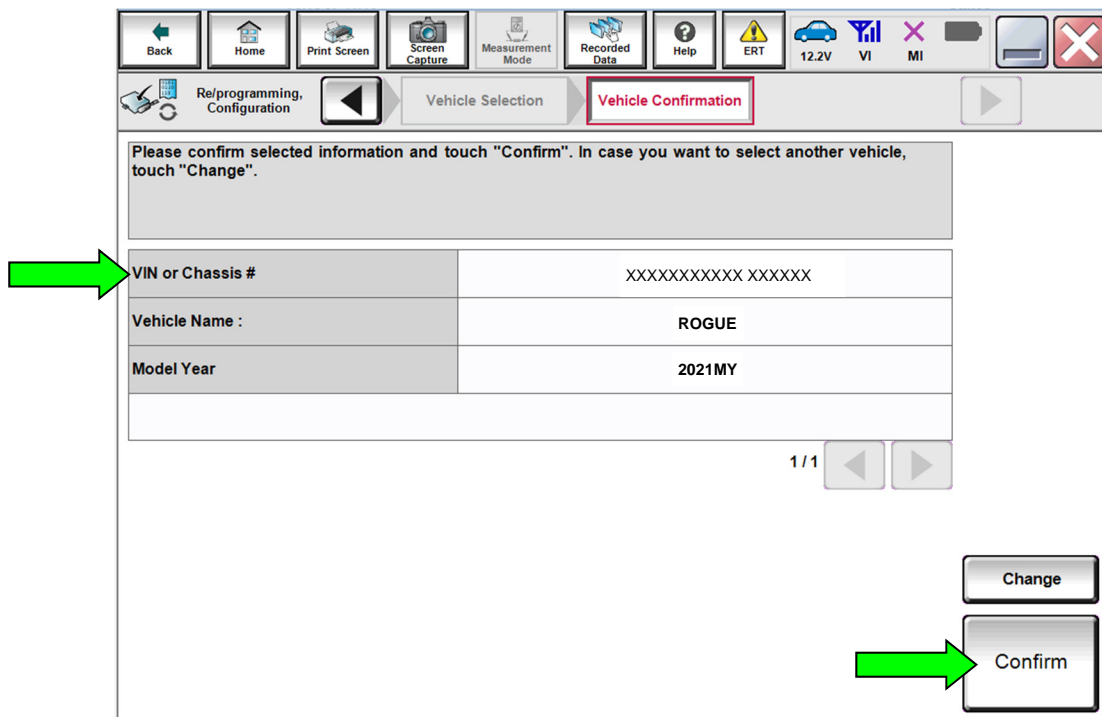 Back
Home
Print Screen
Screen
Capture
Measurement
Mode
Recorded
Data
Help
ERT
12.2V
VI
MI
Re/programming,
Configuration
Vehicle Selection
Vehicle Confirmation
Please confirm selected information and touch "Confirm". In case you want to select another vehicle,
touch "Change".
VIN or Chassis #
XXXXXXXXXXX XXXXXX
Vehicle Name :
ROGUE
Model Year
2021MY
1 / 1
Change
Confirm